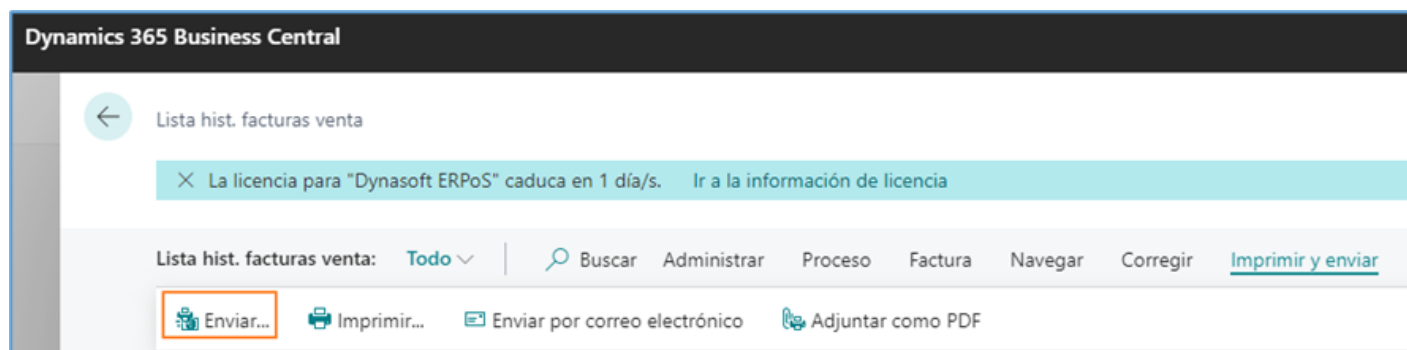 Dynamics 365 Business Central
Lista hist. facturas venta
La licencia para "Dynasoft ERPoS" caduca en 1 día/s. Ir a la información de licencia
Lista hist. facturas venta: Todo Buscar Administrar Proceso Factura Navegar Corregir Imprimir y enviar
Enviar... Imprimir... Enviar por correo electrónico Adjuntar como PDF